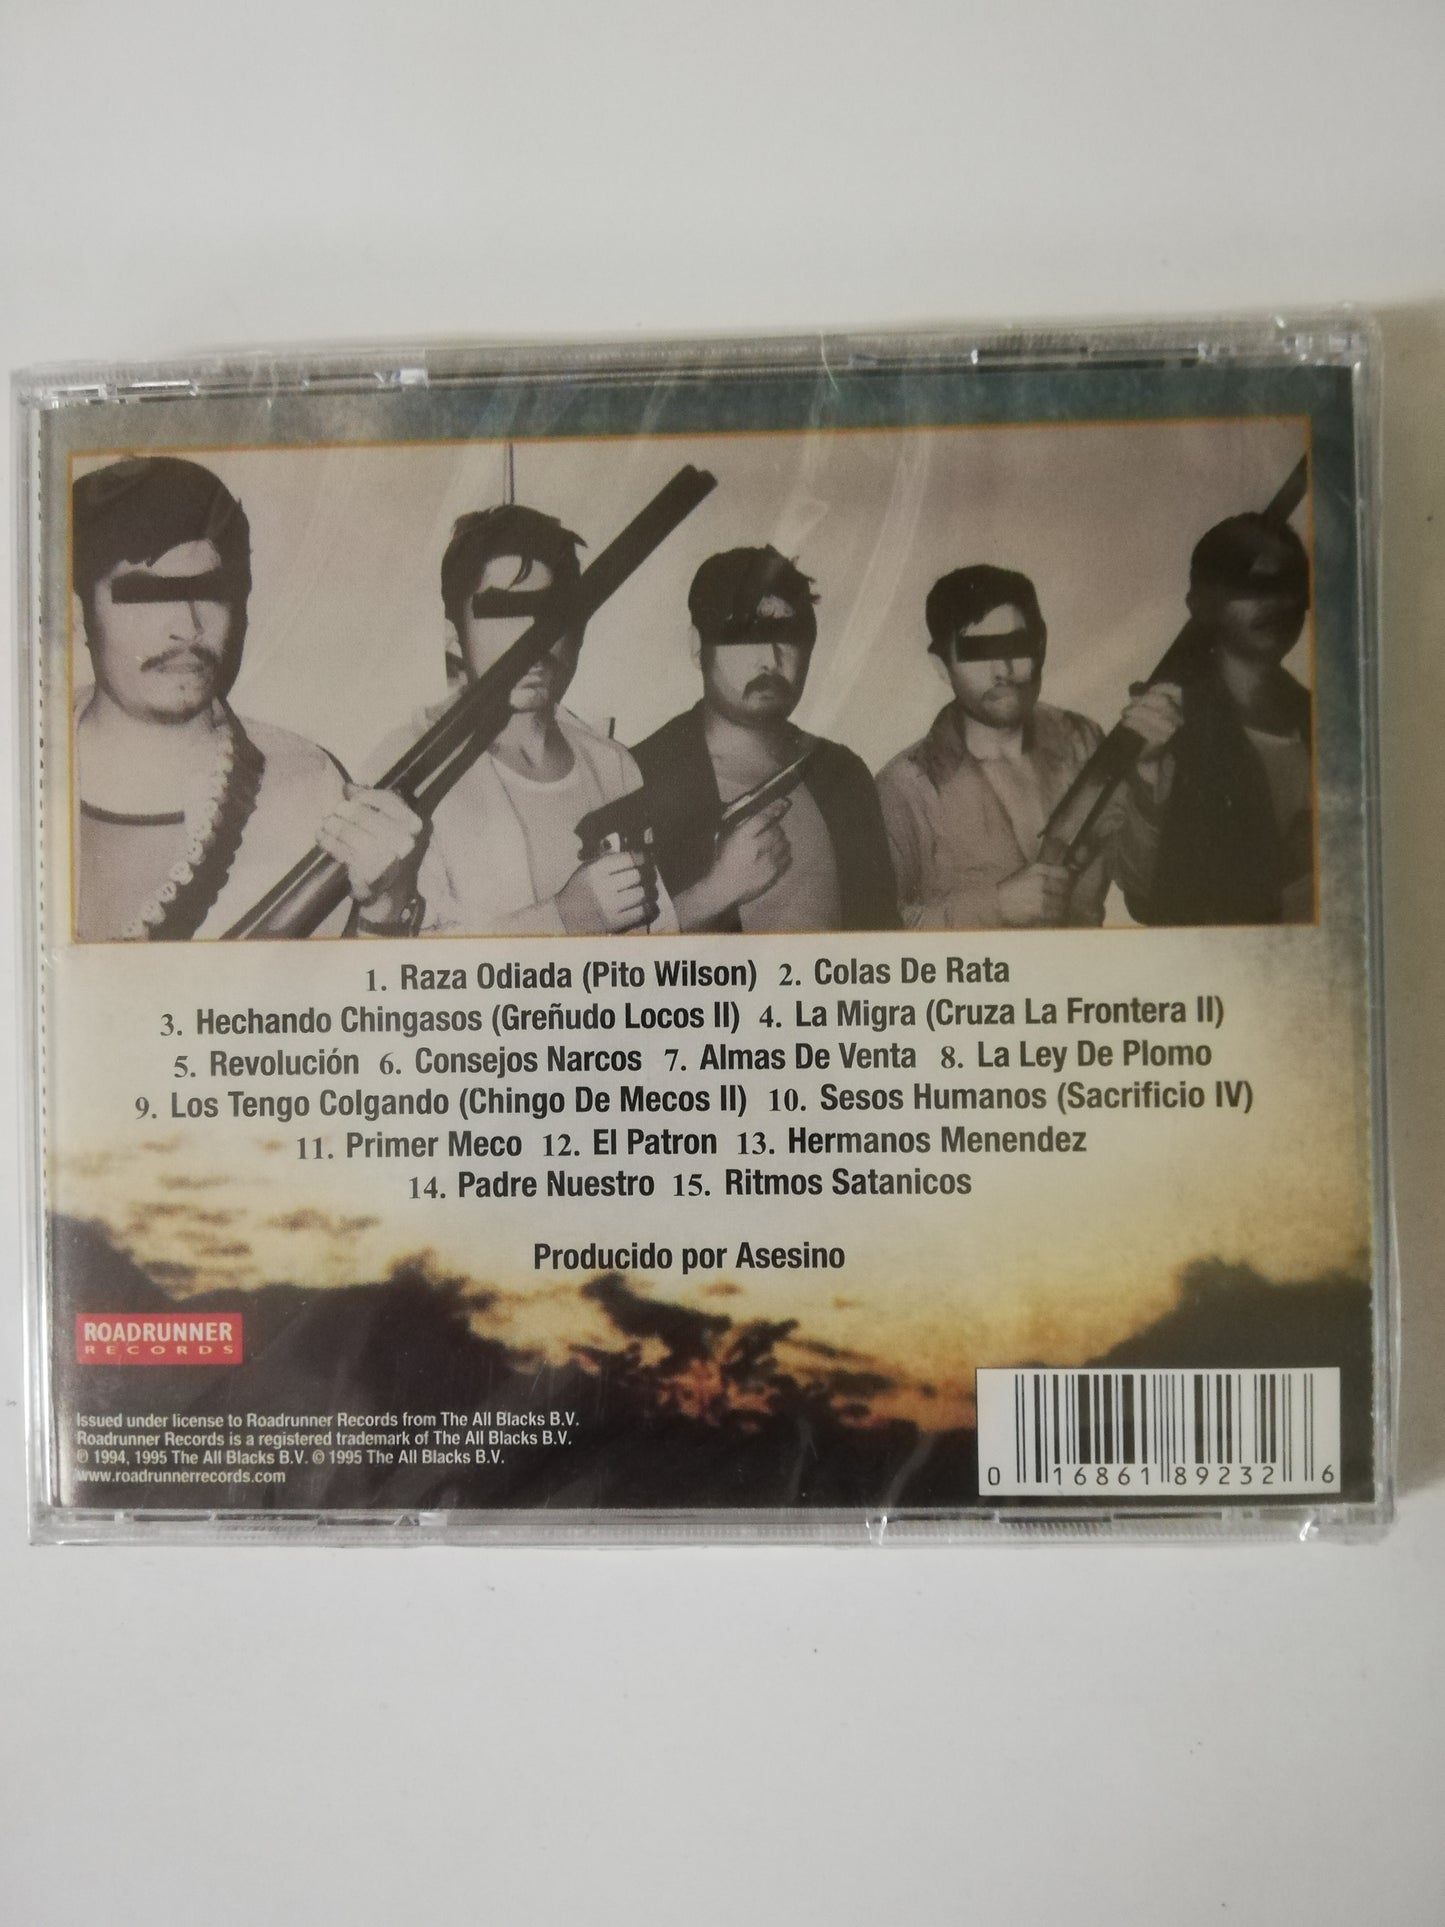 1. Raza Odiada (Pito Wilson) 2. Colas De Rata
3. Hechando Chingasos (Greñudo Locos II) 4. La Migra (Cruza La Frontera II)
5. Revolución 6. Consejos Narcos 7. Almas De Venta 8. La Ley De Plomo
9. Los Tengo Colgando (Chingo De Mecos II) 10. Sesos Humanos (Sacrificio IV)
11. Primer Meco 12. El Patron 13. Hermanos Menendez
14. Padre Nuestro 15. Ritmos Satanicos
Producido por Asesino
ROADRUNNER
RECORDS
Issued under license to Roadrunner Records from The All Blacks B.V.
Roadrunner Records is a registered trademark of The All Blacks B.V.
℗ 1994, 1995 The All Blacks B.V. © 1995 The All Blacks B.V.
www.roadrunnerrecords.com
0 16861 89232 6